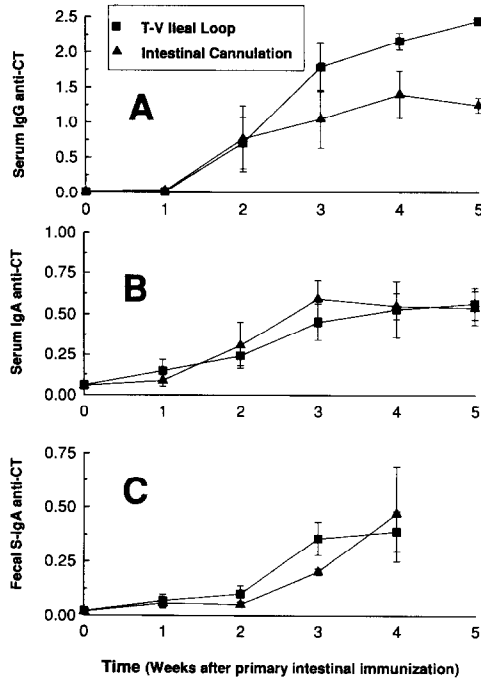 T-V Ileal Loop
Intestinal Cannulation
Serum IgG anti-CT
2.5
2.0
1.5
1.0
0.5
0.0
A
0 1 2 3 4 5
Serum IgA anti-CT
1.00
0.75
0.50
0.25
0.00
B
0 1 2 3 4 5
Fecal S-IgA anti-CT
0.75
0.50
0.25
0.00
C
0 1 2 3 4 5
Time (Weeks after primary intestinal immunization)